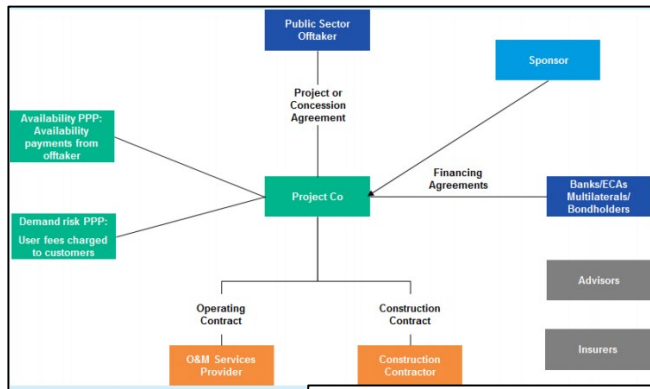 Public Sector
Offtaker
Sponsor
Project or
Concession
Agreement
Availability PPP:
Availability
payments from
offtaker
Financing
Agreements
Project Co
Banks/ECAs
Multilaterals/
Bondholders
Demand risk PPP:
User fees charged
to customers
Advisors
Operating
Contract
Construction
Contract
Insurers
O&M Services
Provider
Construction
Contractor